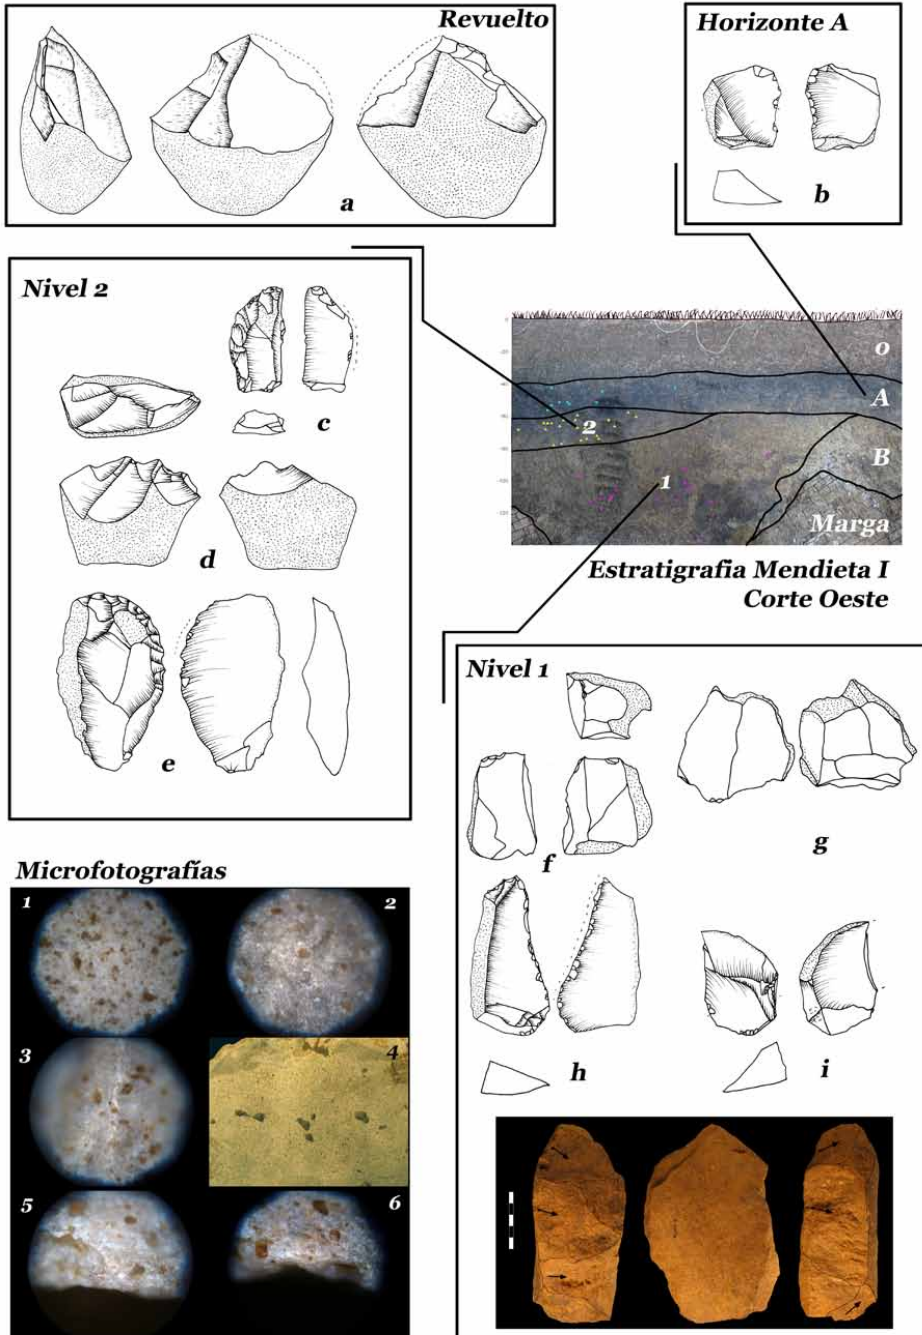 Revuelto
a
Horizonte A
b
Nivel 2
c
d
e
O
A
2
B
1
Marga
Estratigrafia Mendieta I
Corte Oeste
Nivel 1
f
g
h
i
Microfotografías
1
2
3
4
5
6